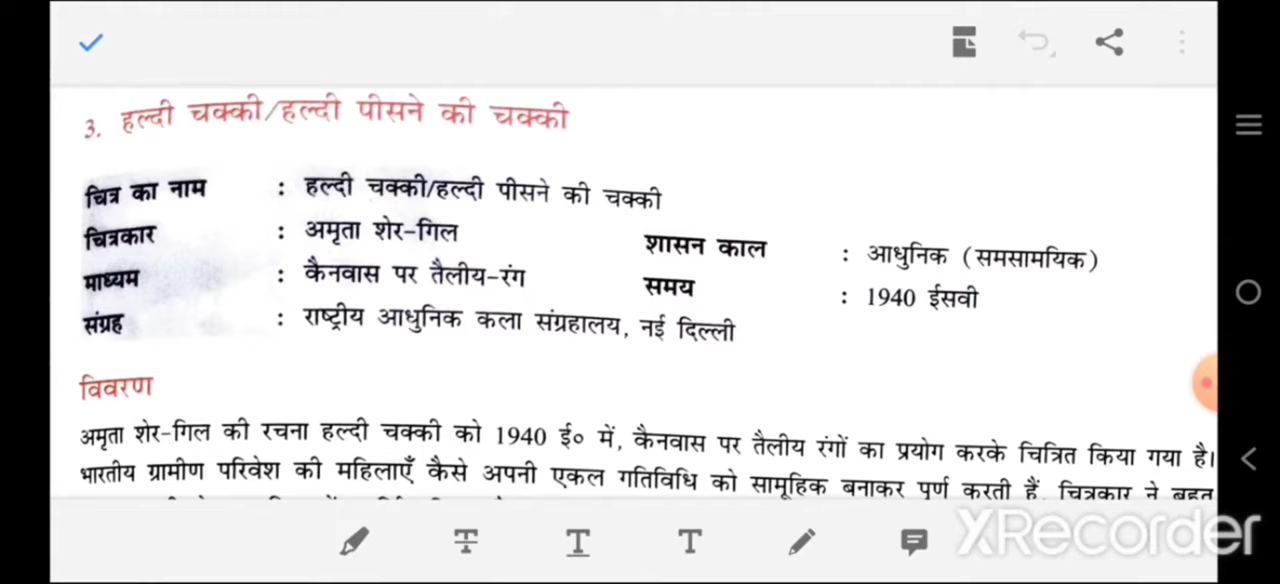 3. हल्दी चक्की/हल्दी पीसने की चक्की
चित्र का नाम : हल्दी चक्की/हल्दी पीसने की चक्की
चित्रकार : अमृता शेर-गिल शासन काल : आधुनिक (समसामयिक)
माध्यम : कैनवास पर तैलीय-रंग समय : 1940 ईसवी
संग्रह : राष्ट्रीय आधुनिक कला संग्रहालय, नई दिल्ली
विवरण
अमृता शेर-गिल की रचना हल्दी चक्की को 1940 ई० में, कैनवास पर तैलीय रंगों का प्रयोग करके चित्रित किया गया है।
भारतीय ग्रामीण परिवेश की महिलाएँ कैसे अपनी एकल गतिविधि को सामूहिक बनाकर पूर्ण करती हैं, चित्रकार ने बहुत
T T T
XRecorder